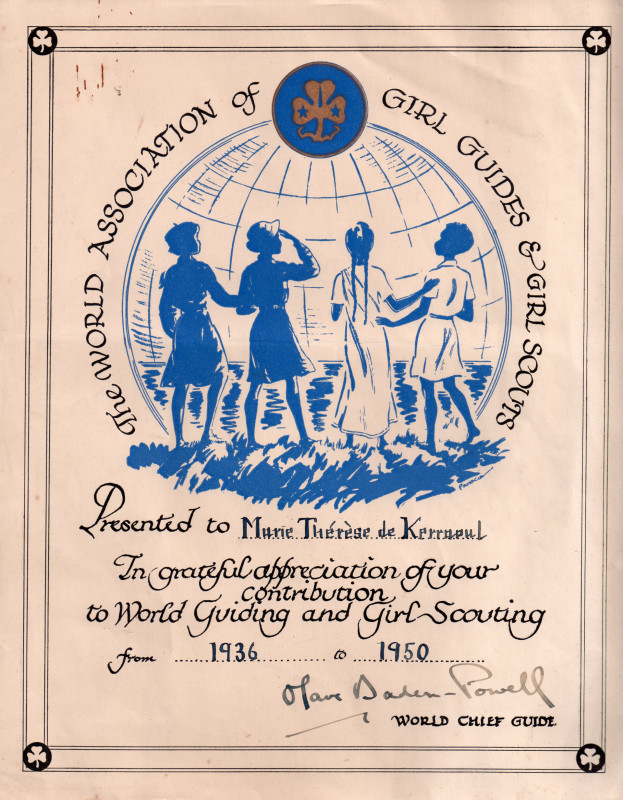 The WORLD ASSOCIATION OF GIRL GUIDES & GIRL SCOUTS
Presented to Marie Thérèse de Kerraoul
In grateful appreciation of your
contribution
to World Guiding and Girl-Scouting
from 1936 to 1950
Olave Baden-Powell
WORLD CHIEF GUIDE.